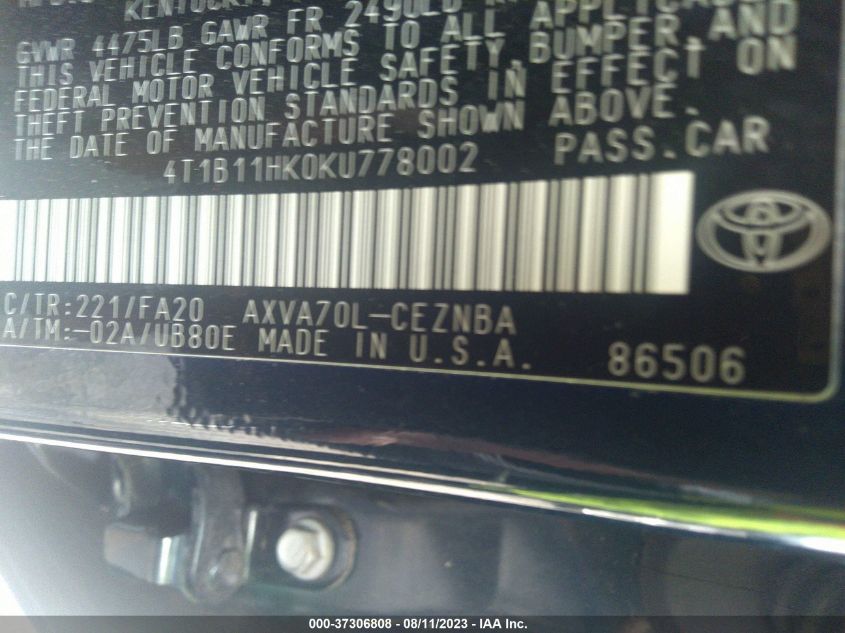 KENTUCKY,
GVWR 4475LB GAWR FR 2490LB
THIS VEHICLE CONFORMS TO ALL
FEDERAL MOTOR VEHICLE SAFETY, BUMPER, AND
THEFT PREVENTION STANDARDS IN EFFECT ON
THE DATE OF MANUFACTURE SHOWN ABOVE.
4T1B11HK0KU778002 PASS.CAR
C/TR:221/FA20 AXVA70L-CEZNBA
A/TM:-02A/UB80E MADE IN U.S.A. 86506
000-37306808 - 08/11/2023 - IAA Inc.